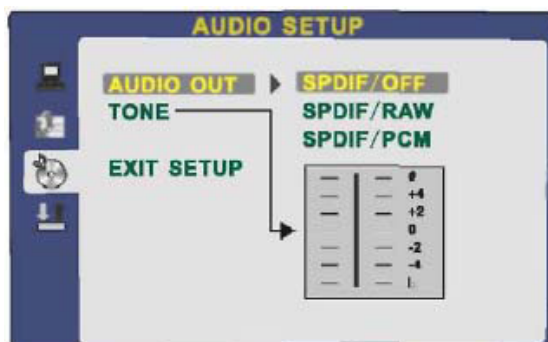 AUDIO SETUP
AUDIO OUT SPDIF/OFF
TONE SPDIF/RAW
SPDIF/PCM
EXIT SETUP
#
+4
+2
0
-2
-4